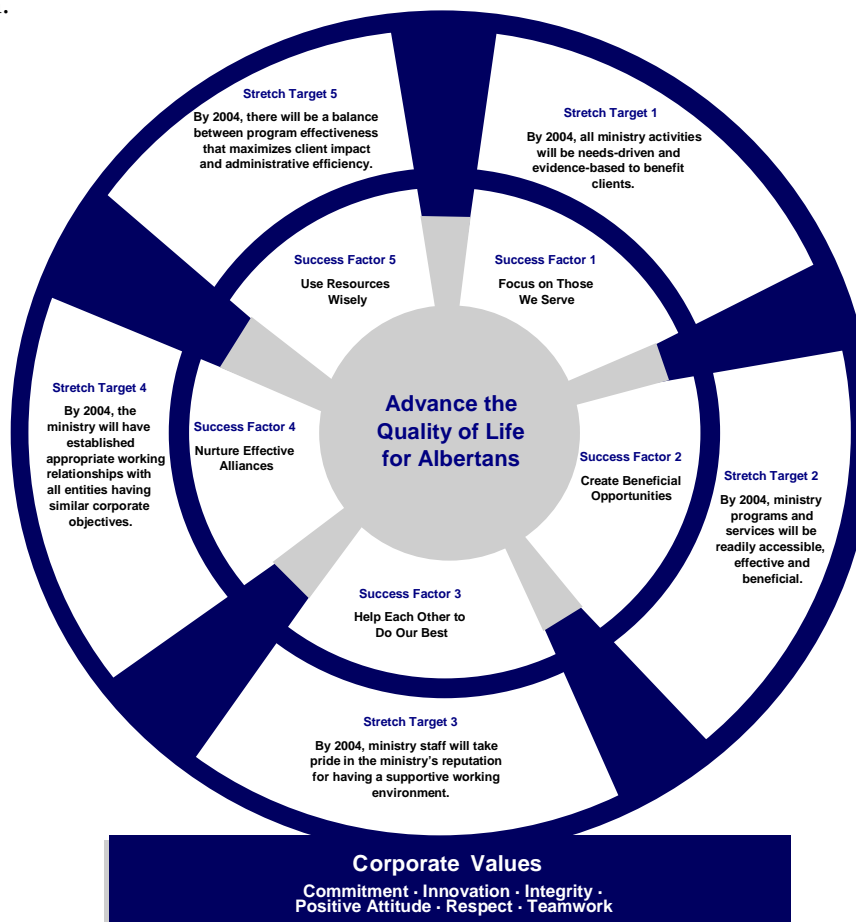 Stretch Target 5
By 2004, there will be a balance
between program effectiveness
that maximizes client impact
and administrative efficiency.
Stretch Target 1
By 2004, all ministry activities
will be needs-driven and
evidence-based to benefit
clients.
Success Factor 5
Use Resources
Wisely
Success Factor 1
Focus on Those
We Serve
Stretch Target 4
By 2004, the
ministry will have
established
appropriate working
relationships with
all entities having
similar corporate
objectives.
Success Factor 4
Nurture Effective
Alliances
Advance the
Quality of Life
for Albertans
Success Factor 2
Create Beneficial
Opportunities
Stretch Target 2
By 2004, ministry
programs and
services will be
readily accessible,
effective and
beneficial.
Success Factor 3
Help Each Other to
Do Our Best
Stretch Target 3
By 2004, ministry staff will take
pride in the ministry’s reputation
for having a supportive working
environment.
Corporate Values
Commitment · Innovation · Integrity ·
Positive Attitude · Respect · Teamwork